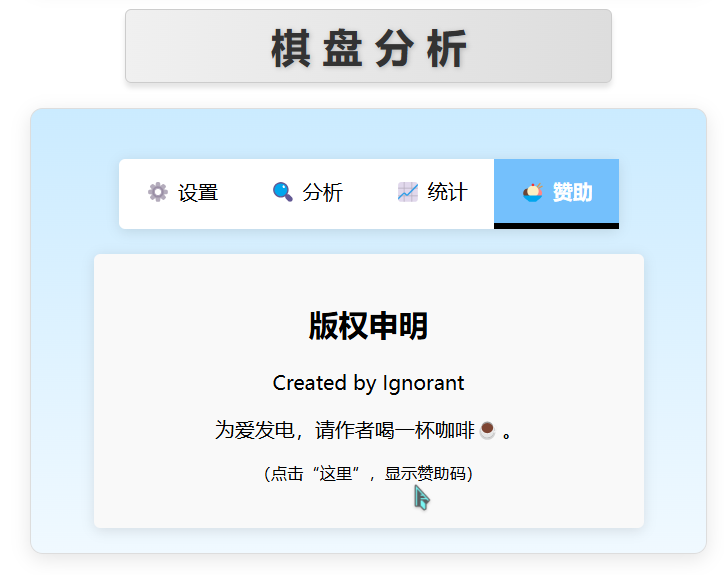 棋盘分析
设置 分析 统计 赞助
版权申明
Created by Ignorant
为爱发电，请作者喝一杯咖啡。
（点击“这里”，显示赞助码）